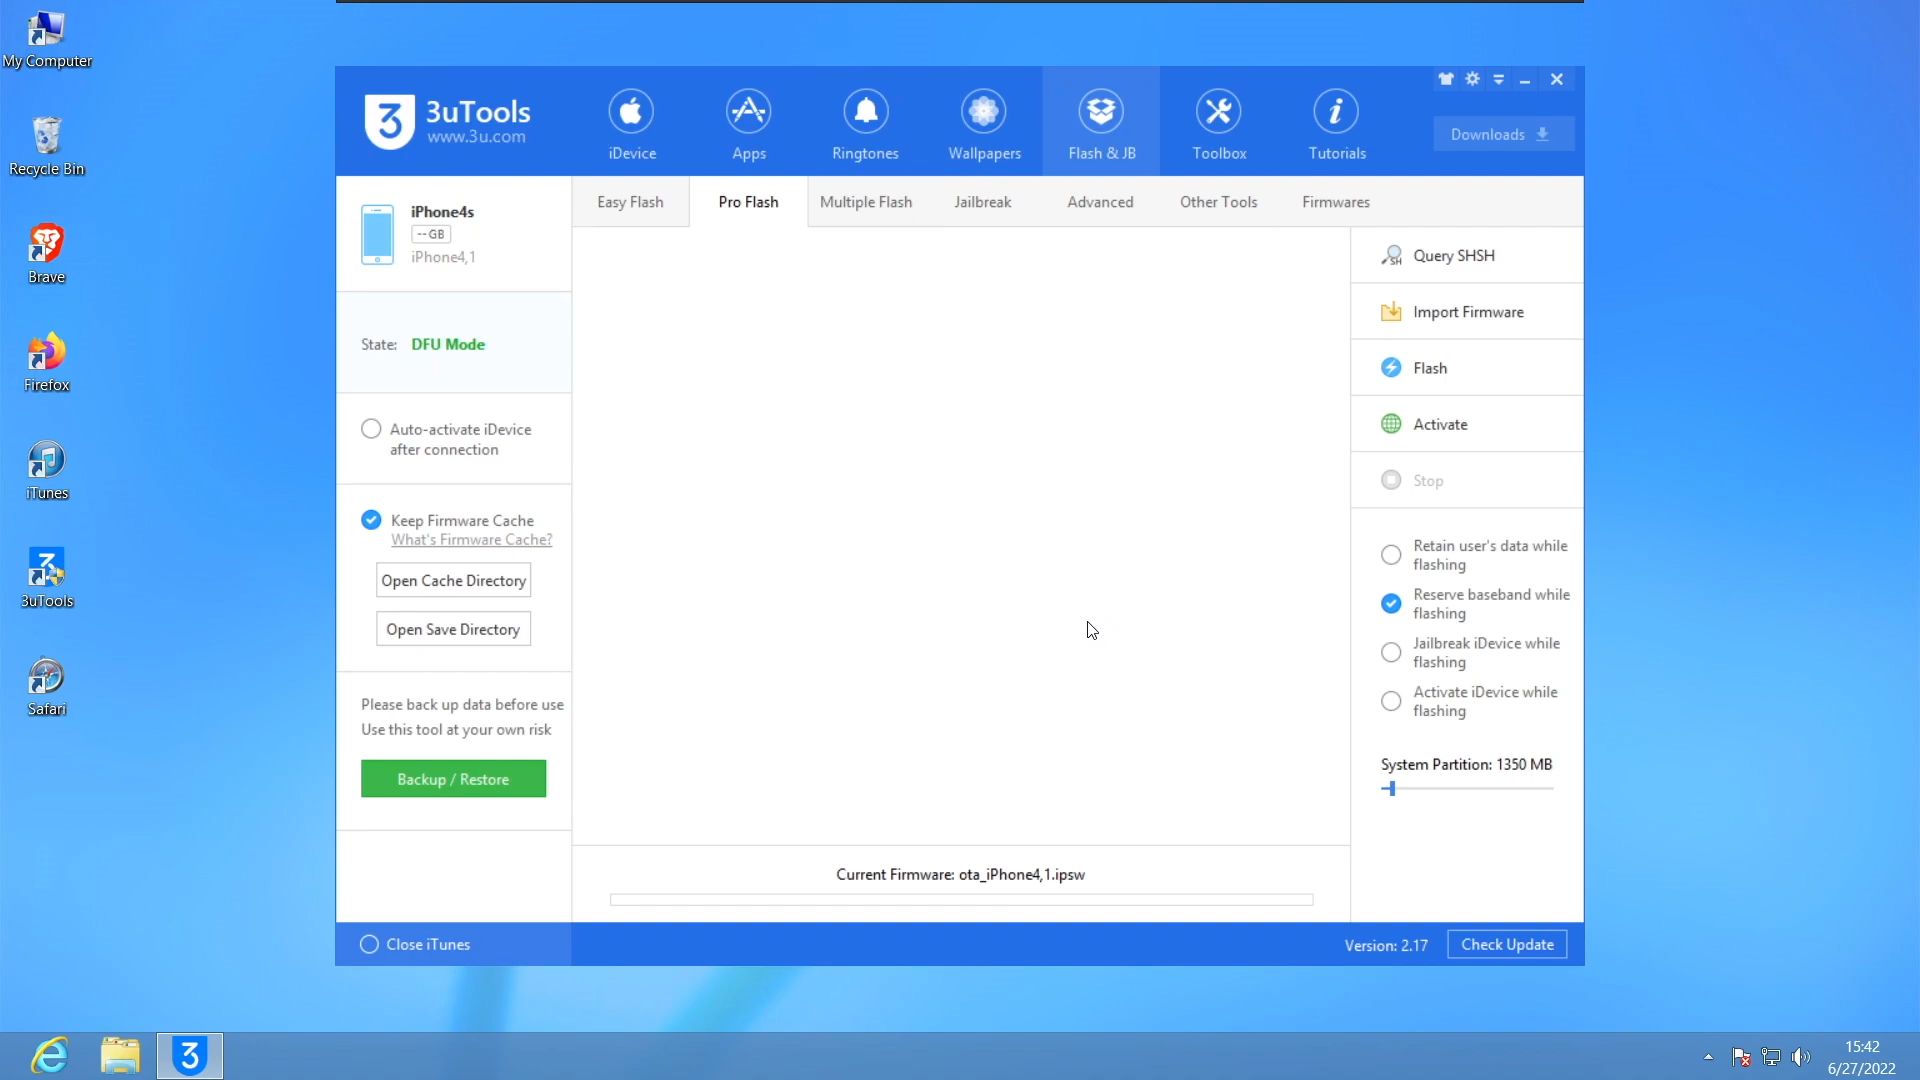 My Computer
Recycle Bin
Brave
Firefox
iTunes
3uTools
Safari
3
3uTools
www.3u.com
iDevice
Apps
Ringtones
Wallpapers
Flash & JB
Toolbox
Tutorials
Downloads
iPhone4s
--GB
iPhone4,1
Easy Flash
Pro Flash
Multiple Flash
Jailbreak
Advanced
Other Tools
Firmwares
State: DFU Mode
Auto-activate iDevice
after connection
Keep Firmware Cache
What's Firmware Cache?
Open Cache Directory
Open Save Directory
Please back up data before use
Use this tool at your own risk
Backup / Restore
SH
Query SHSH
Import Firmware
Flash
Activate
Stop
Retain user's data while
flashing
Reserve baseband while
flashing
Jailbreak iDevice while
flashing
Activate iDevice while
flashing
System Partition: 1350 MB
Current Firmware: ota_iPhone4,1.ipsw
Close iTunes
Version: 2.17
Check Update
3
15:42
6/27/2022